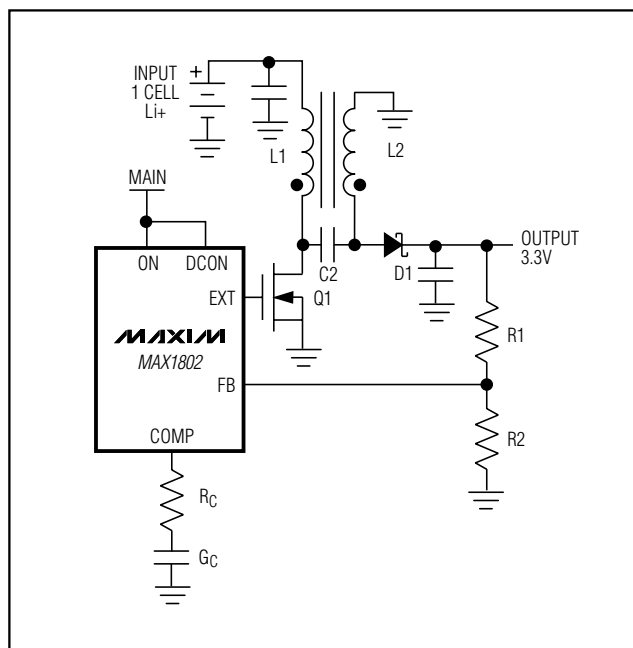 INPUT
1 CELL
Li+
+
L1
L2
MAIN
ON DCON
EXT
MAXIM
MAX1802
FB
COMP
Q1
C2
D1
OUTPUT
3.3V
R1
R2
RC
GC